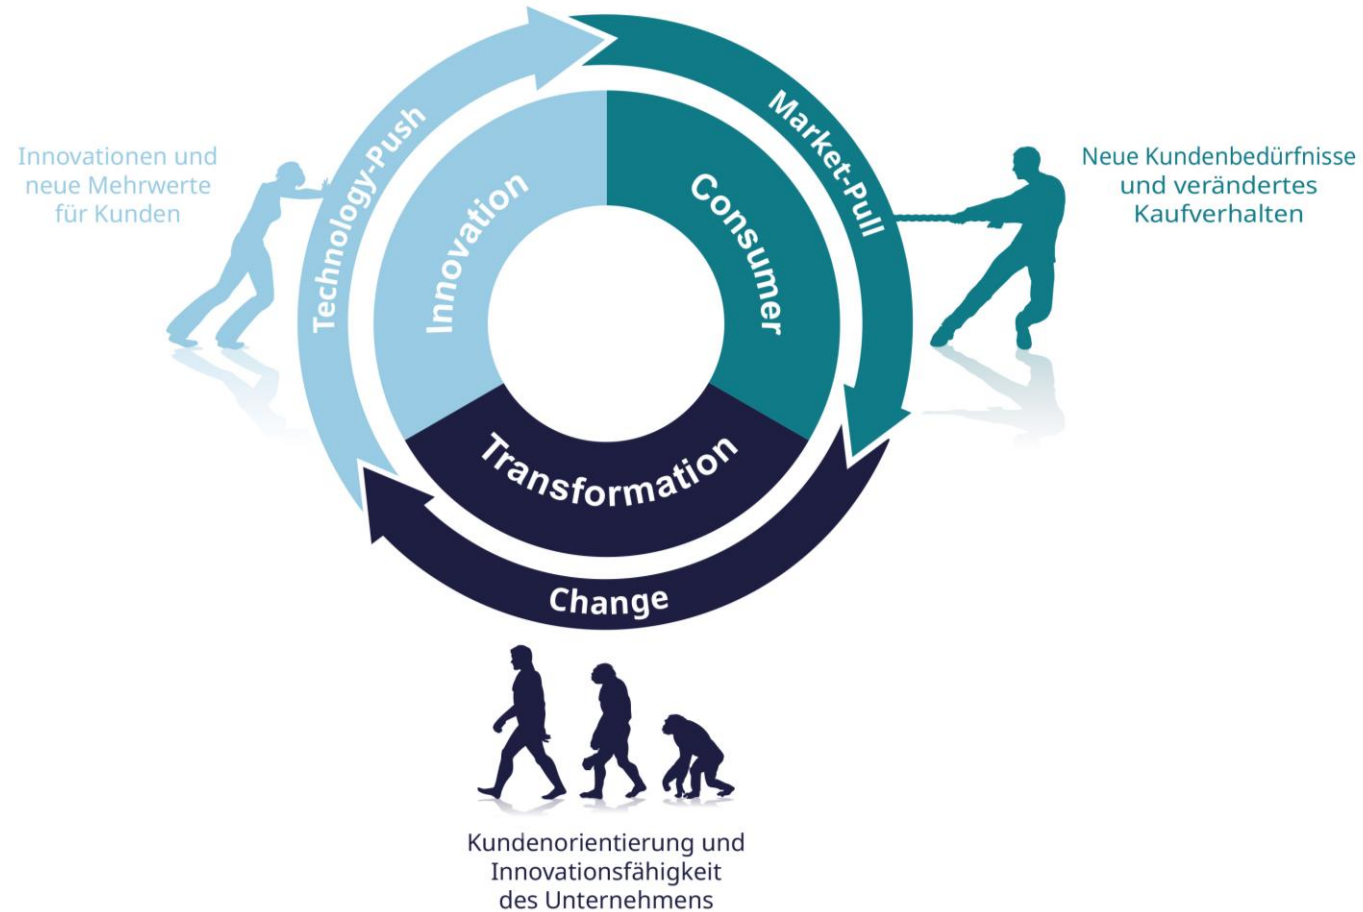 Innovationen und
neue Mehrwerte
für Kunden
Technology-Push
Innovation
Market-Pull
Consumer
Neue Kundenbedürfnisse
und verändertes
Kaufverhalten
Transformation
Change
Kundenorientierung und
Innovationsfähigkeit
des Unternehmens